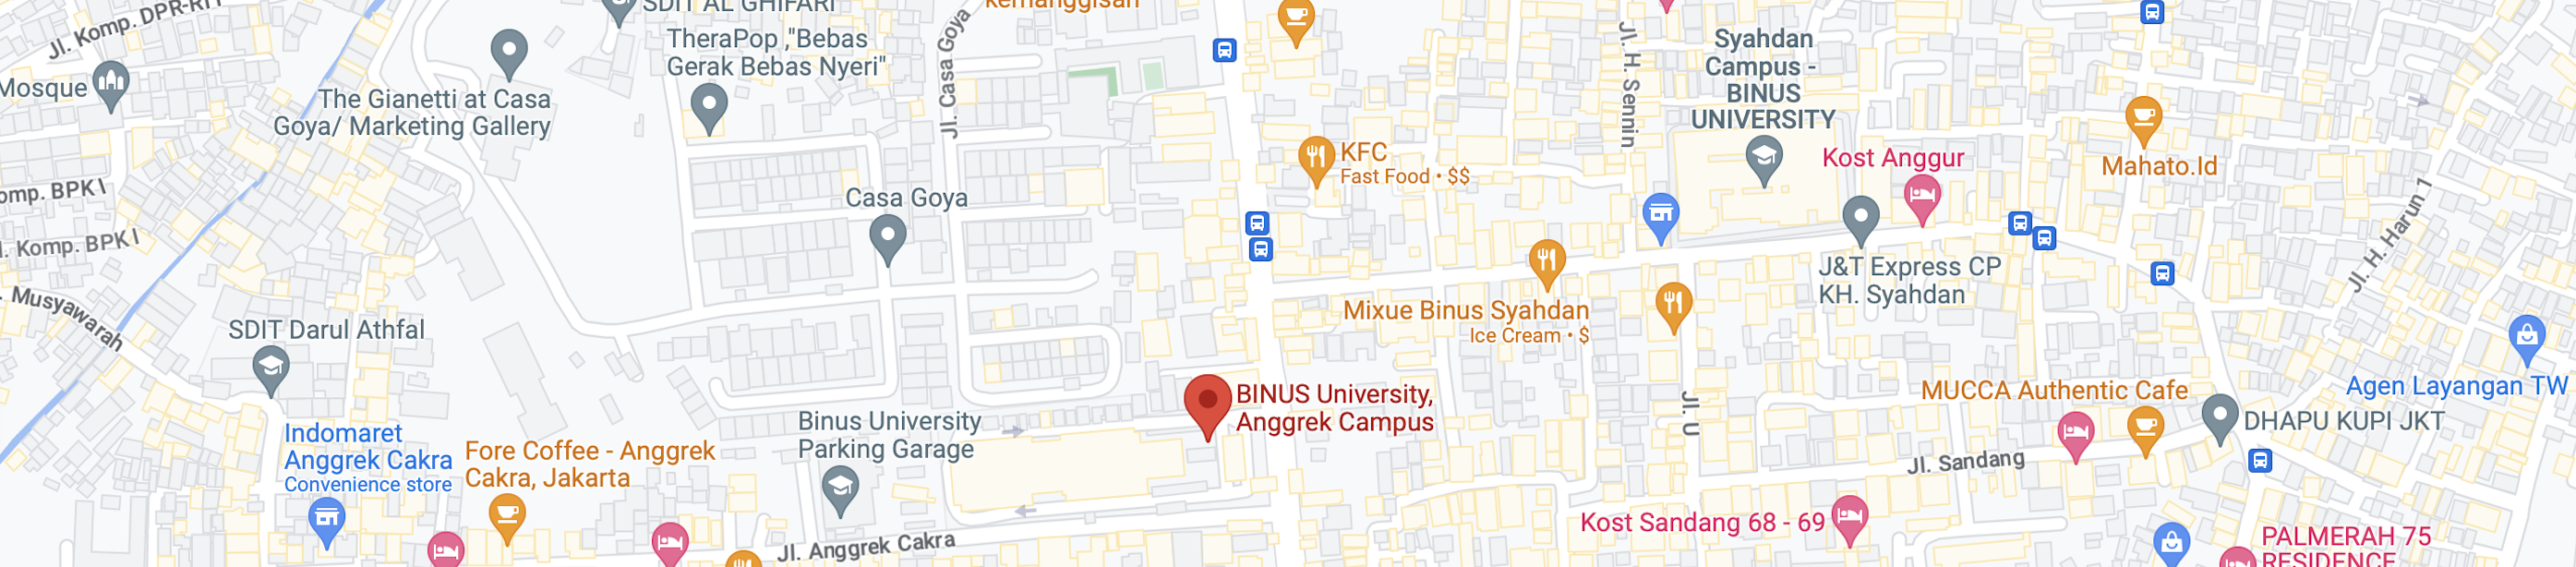 Jl. Komp. DPR-RI
SDIT AL GHIFARI
kemanggisan
TheraPop ,"Bebas
Gerak Bebas Nyeri"
Jl. Casa Goya
Jl. H. Sennin
Syahdan
Campus -
BINUS
UNIVERSITY
Mosque
The Gianetti at Casa
Goya/ Marketing Gallery
KFC
Fast Food • $$
Kost Anggur
Mahato.Id
omp. BPK I
Casa Goya
Jl. H. Harun 1
l. Komp. BPK I
J&T Express CP
KH. Syahdan
. Musyawarah
Mixue Binus Syahdan
Ice Cream • $
SDIT Darul Athfal
Agen Layangan TW
BINUS University,
Anggrek Campus
Jl. U
MUCCA Authentic Cafe
DHAPU KUPI JKT
Binus University
Parking Garage
Indomaret
Anggrek Cakra
Convenience store
Fore Coffee - Anggrek
Cakra, Jakarta
Jl. Sandang
Kost Sandang 68 - 69
Jl. Anggrek Cakra
PALMERAH 75
RESIDENCE